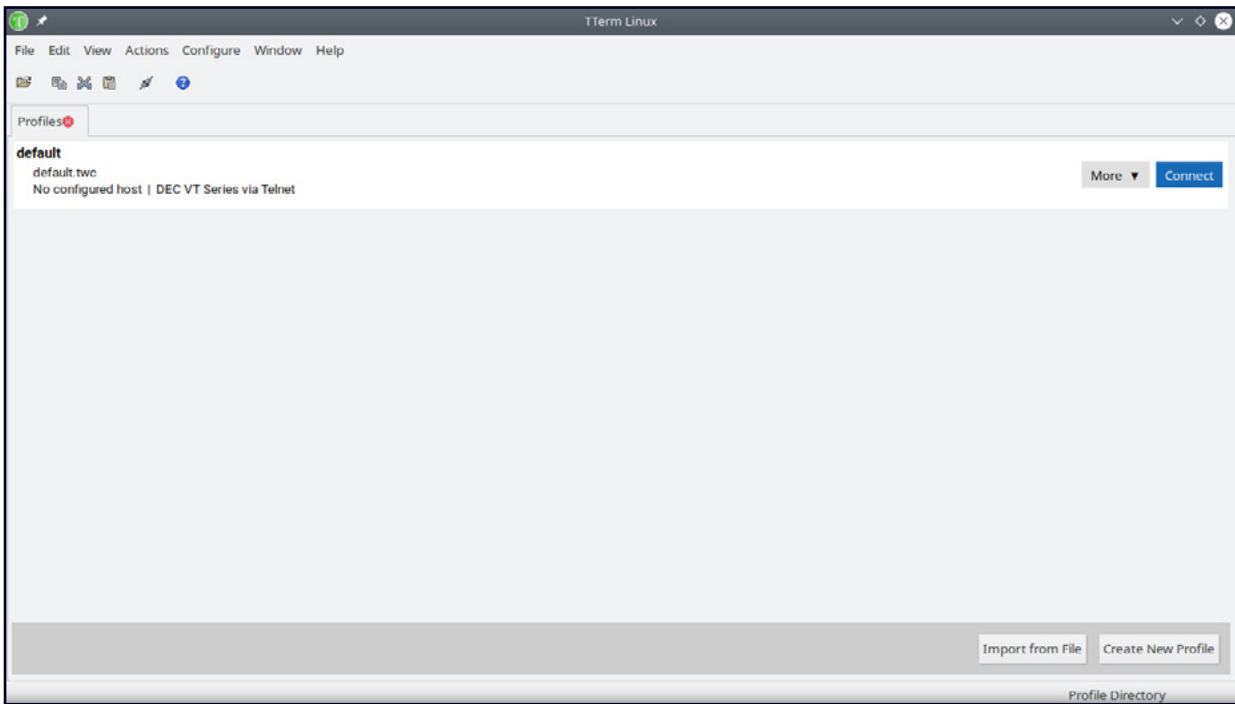 TTerm Linux
File Edit View Actions Configure Window Help
Profiles
default
default.twc
No configured host | DEC VT Series via Telnet
More ▼ Connect
Import from File Create New Profile
Profile Directory